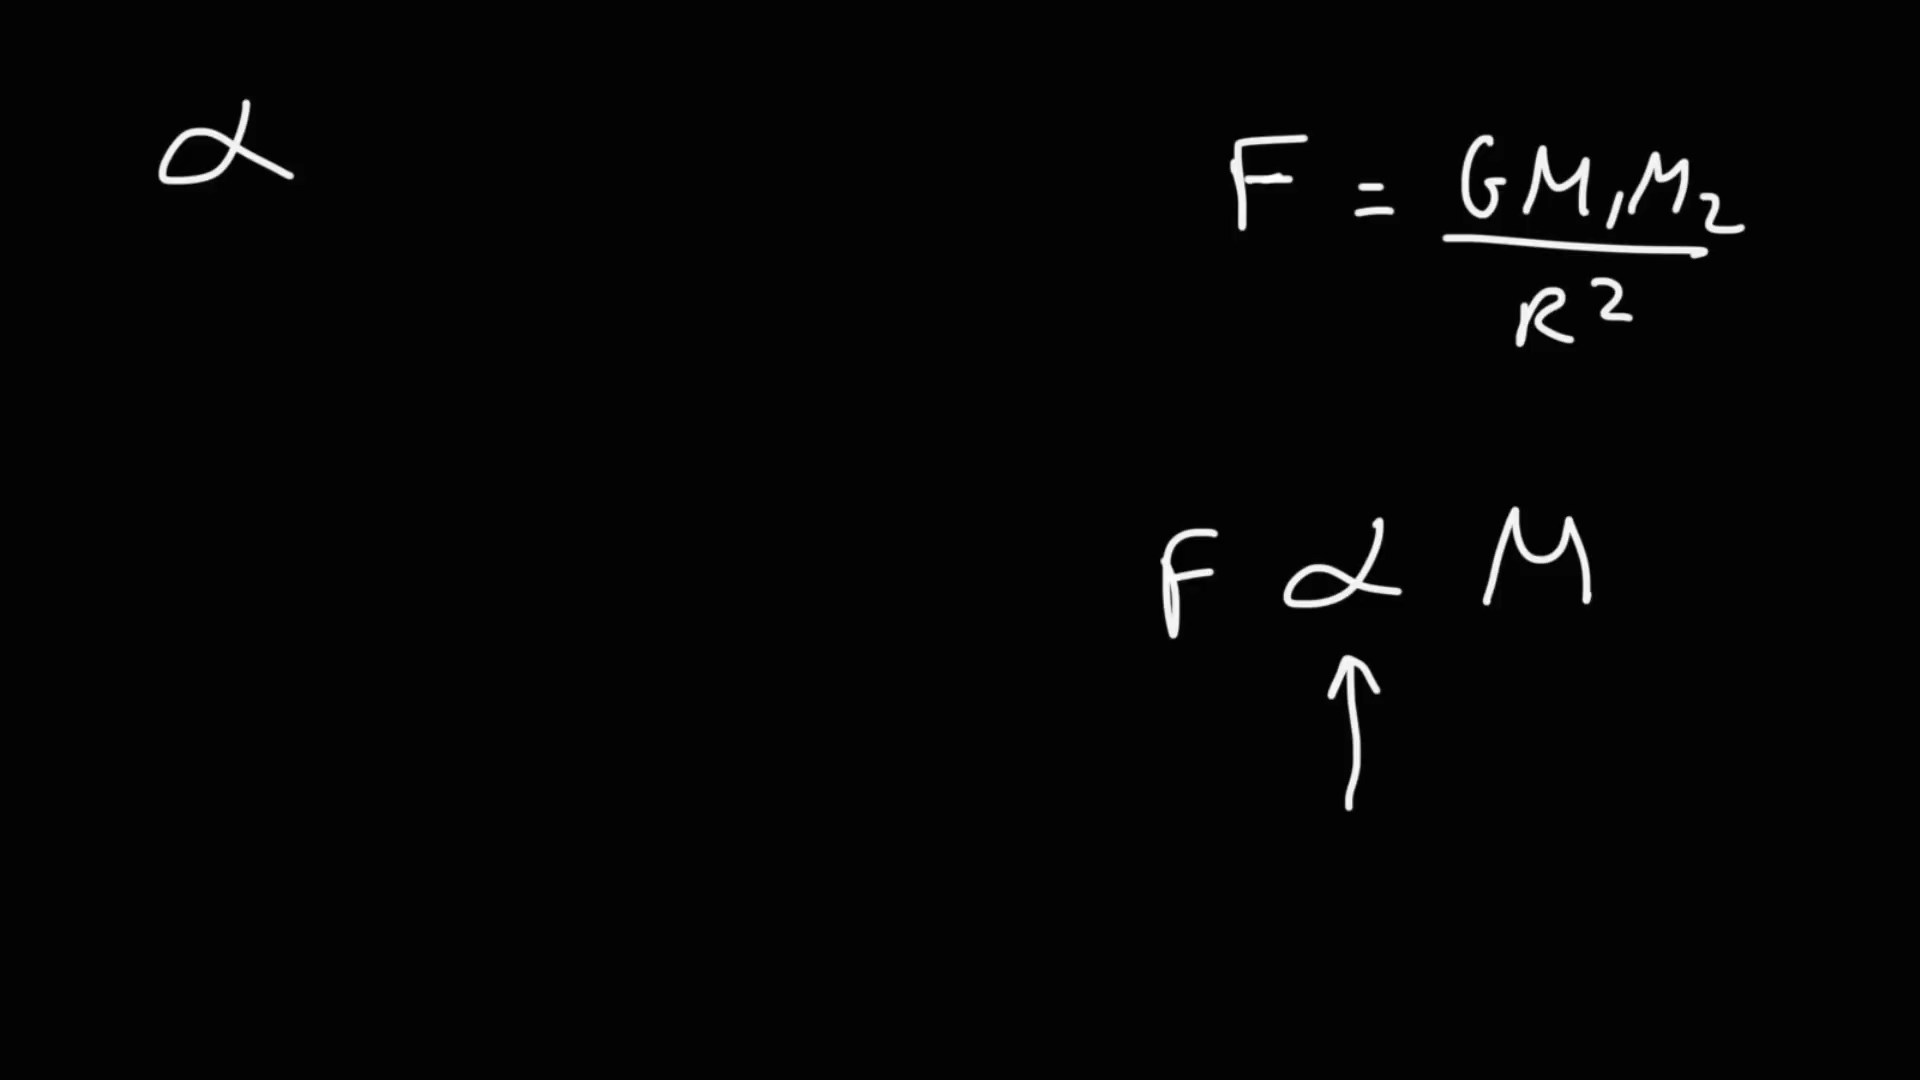 α
F = GM₁M₂
R²
F α M